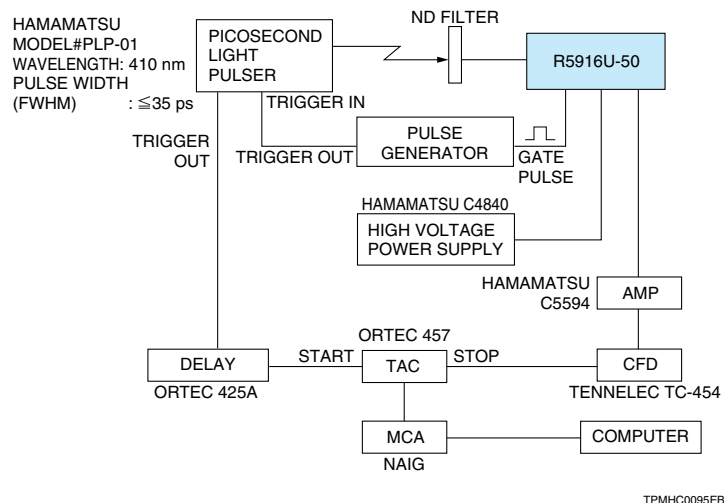 HAMAMATSU
MODEL#PLP-01
WAVELENGTH: 410 nm
PULSE WIDTH
(FWHM) : ≦35 ps
PICOSECOND
LIGHT
PULSER
ND FILTER
R5916U-50
TRIGGER IN
TRIGGER
OUT
TRIGGER OUT
PULSE
GENERATOR
GATE
PULSE
HAMAMATSU C4840
HIGH VOLTAGE
POWER SUPPLY
HAMAMATSU
C5594
AMP
ORTEC 457
DELAY
START
TAC
STOP
CFD
ORTEC 425A
TENNELEC TC-454
MCA
COMPUTER
NAIG
TPMHC0095EB